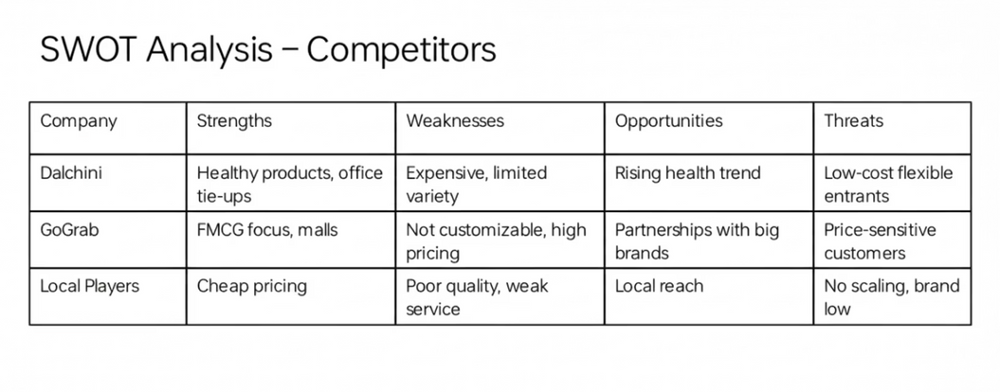 SWOT Analysis – Competitors
Company
Strengths
Weaknesses
Opportunities
Threats
Dalchini
Healthy products, office
tie-ups
Expensive, limited
variety
Rising health trend
Low-cost flexible
entrants
GoGrab
FMCG focus, malls
Not customizable, high
pricing
Partnerships with big
brands
Price-sensitive
customers
Local Players
Cheap pricing
Poor quality, weak
service
Local reach
No scaling, brand
low